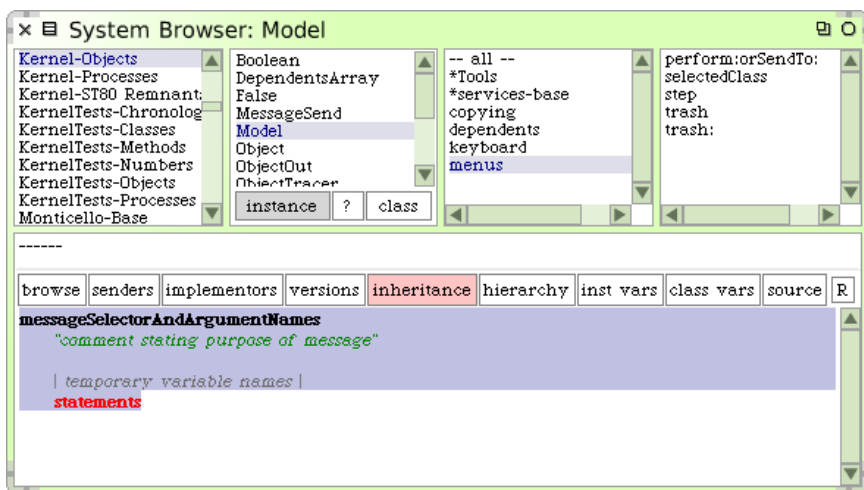 System Browser: Model
Kernel-Objects
Kernel-Processes
Kernel-ST80 Remnant
KernelTests-Chronolog
KernelTests-Classes
KernelTests-Methods
KernelTests-Numbers
KernelTests-Objects
KernelTests-Processes
Monticello-Base
Boolean
DependentsArray
False
MessageSend
Model
Object
ObjectOut
ObjectTracer
instance ? class
-- all --
*Tools
*services-base
copying
dependents
keyboard
menus
perform:orSendTo:
selectedClass
step
trash
trash:
------
browse senders implementors versions inheritance hierarchy inst vars class vars source R
messageSelectorAndArgumentNames
"comment stating purpose of message"
| temporary variable names |
statements